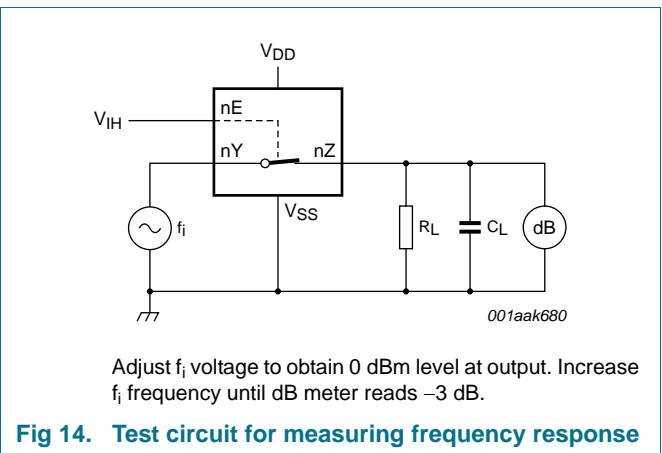 VDD
VIH
nE
nY
nZ
VSS
fi
RL
CL
dB
001aak680
Adjust fi voltage to obtain 0 dBm level at output. Increase
fi frequency until dB meter reads −3 dB.
Fig 14. Test circuit for measuring frequency response